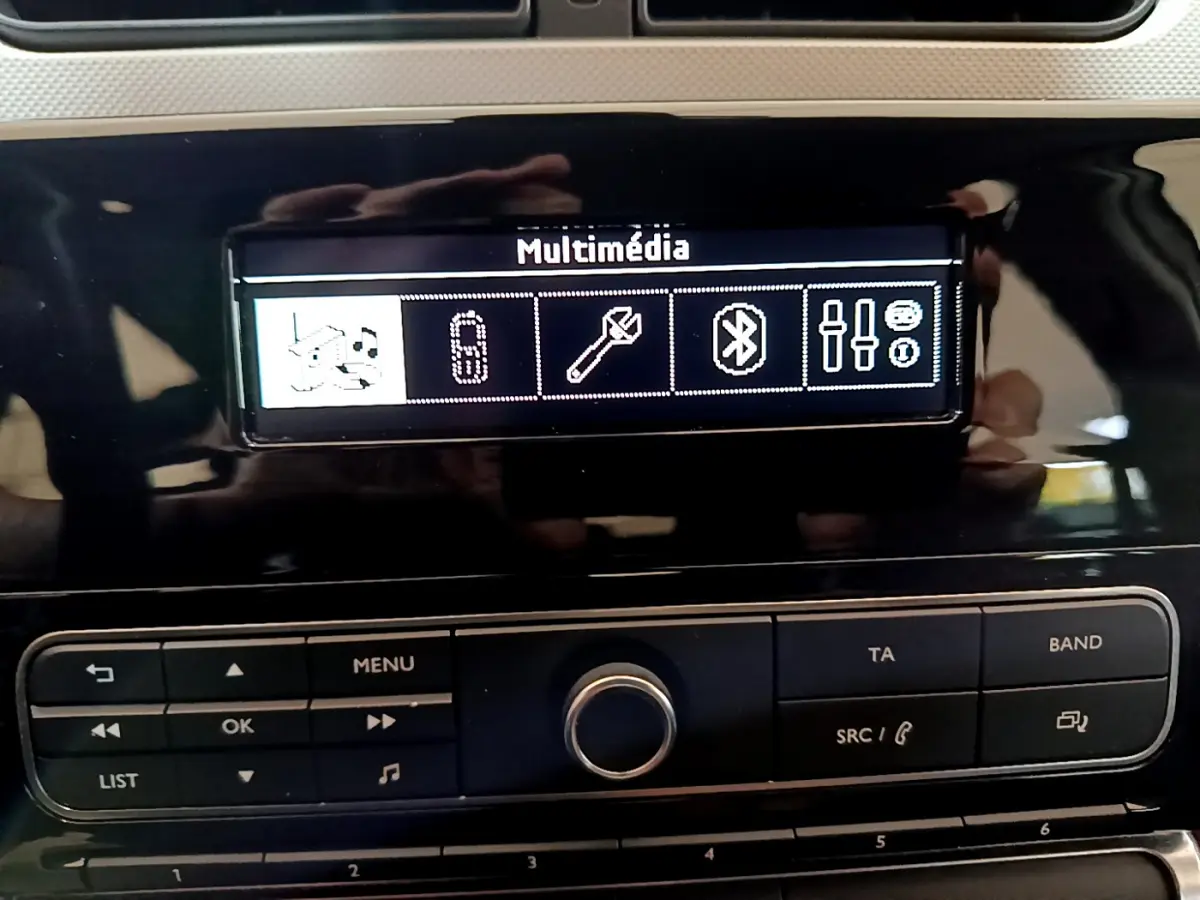 Multimédia
MENU
TA
BAND
OK
SRC /
LIST
1 2 3 4 5 6